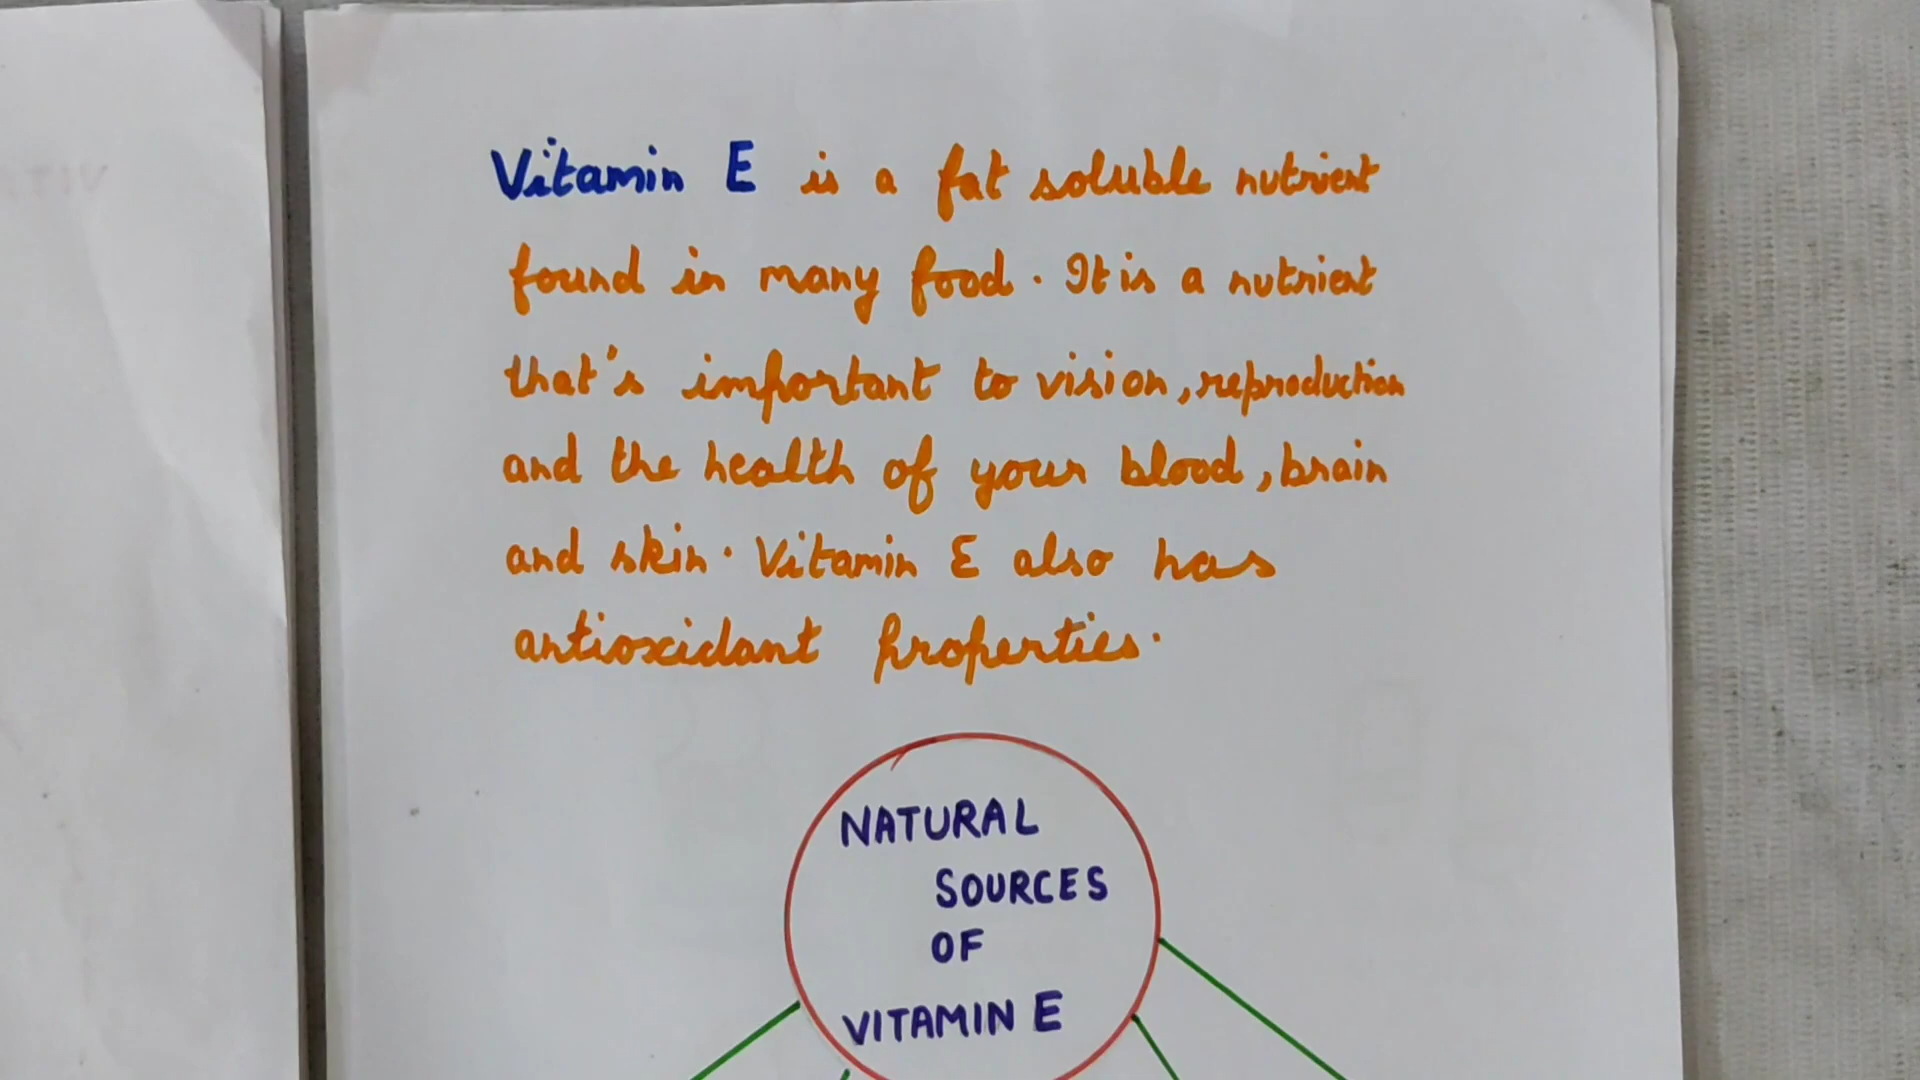 Vitamin E is a fat soluble nutrient
found in many food. It is a nutrient
that's important to vision, reproduction
and the health of your blood, brain
and skin. Vitamin E also has
antioxidant properties.
NATURAL
SOURCES
OF
VITAMIN E